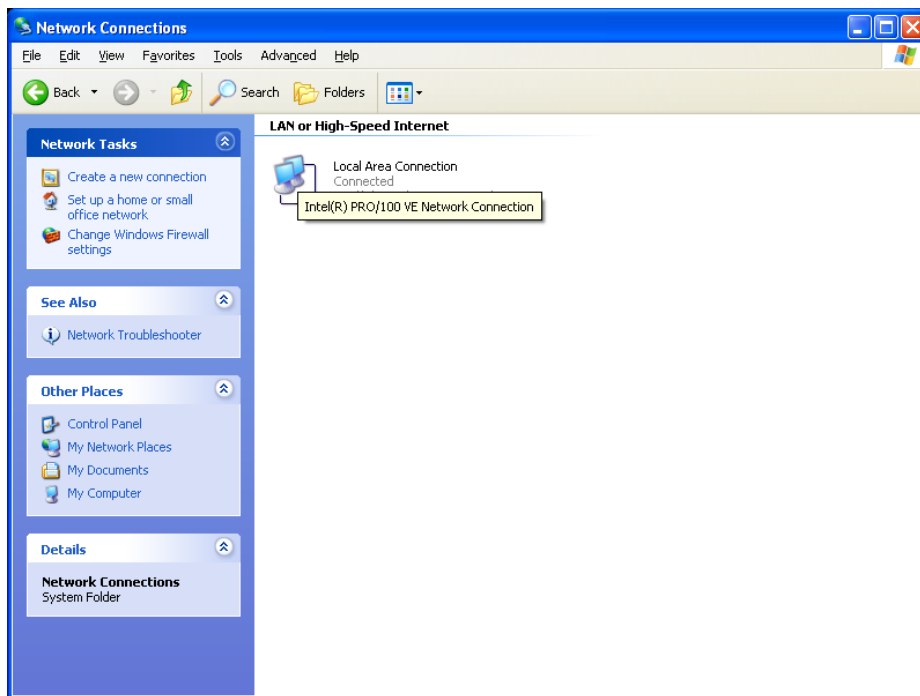 Network Connections
File Edit View Favorites Tools Advanced Help
Back Search Folders
Network Tasks
Create a new connection
Set up a home or small
office network
Change Windows Firewall
settings
See Also
Network Troubleshooter
Other Places
Control Panel
My Network Places
My Documents
My Computer
Details
Network Connections
System Folder
LAN or High-Speed Internet
Local Area Connection
Connected
Intel(R) PRO/100 VE Network Connection